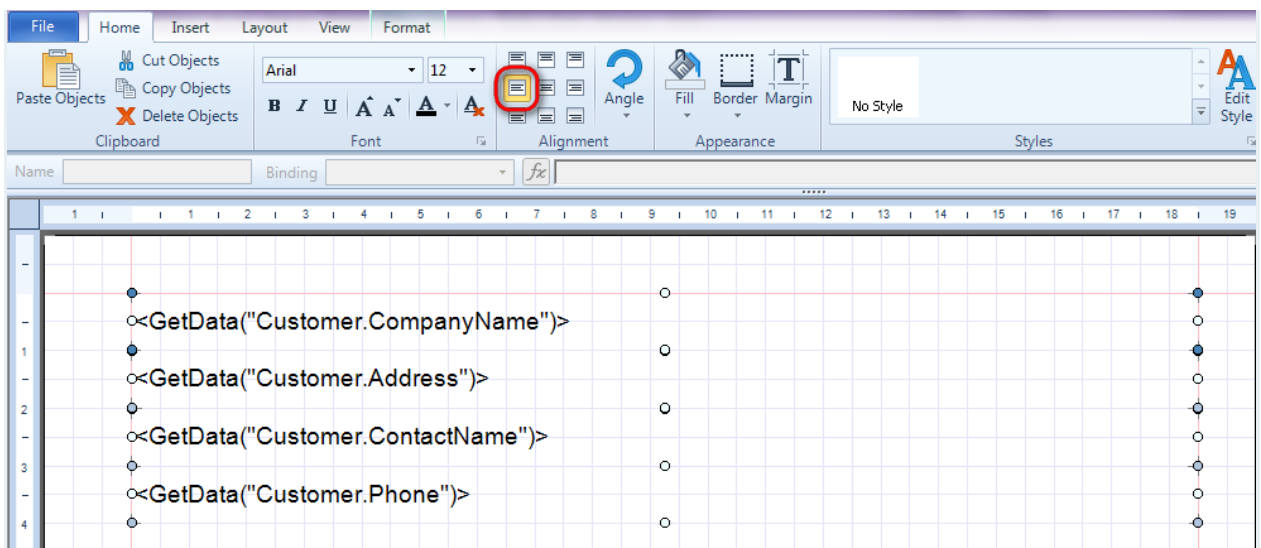 File Home Insert Layout View Format
Paste Objects
Cut Objects
Copy Objects
Delete Objects
Clipboard
Arial 12
B I U A A A A
Font
Alignment
Angle
Fill Border Margin
Appearance
No Style
Styles
A A
Edit
Style
Name Binding fx
1 1 2 3 4 5 6 7 8 9 10 11 12 13 14 15 16 17 18 19
<GetData("Customer.CompanyName")>
1
<GetData("Customer.Address")>
2
<GetData("Customer.ContactName")>
3
<GetData("Customer.Phone")>
4